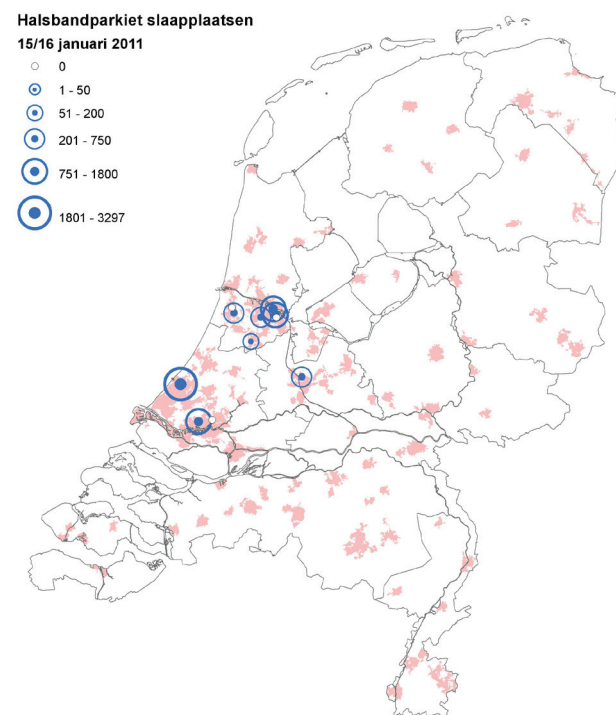 Halsbandparkiet slaapplaatsen
15/16 januari 2011
0
1 - 50
51 - 200
201 - 750
751 - 1800
1801 - 3297